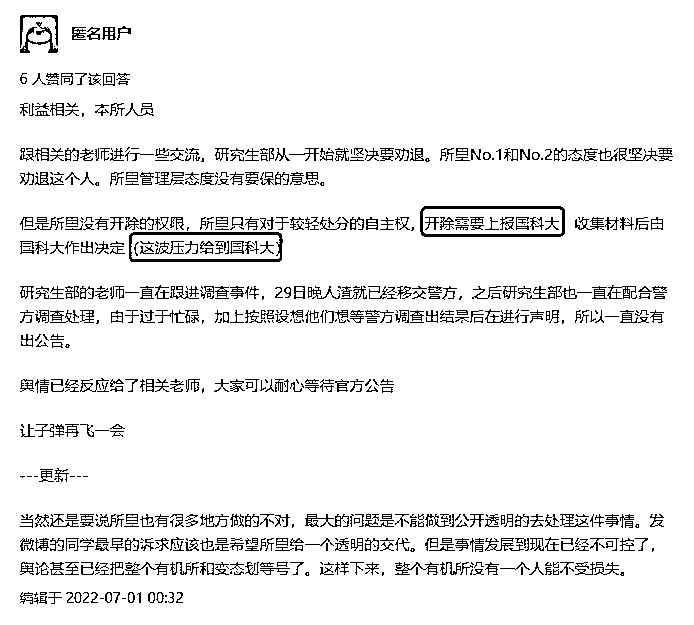 匿名用户
6 人赞同了该回答
利益相关，本所人员
跟相关的老师进行一些交流，研究生部从一开始就坚决要劝退。所里No.1和No.2的态度也很坚决要
劝退这个人。所里管理层态度没有要保的意思。
但是所里没有开除的权限，所里只有对于较轻处分的自主权，开除需要上报国科大 收集材料后由
国科大作出决定（这波压力给到国科大）
研究生部的老师一直在跟进调查事件，29日晚人渣就已经移交警方，之后研究生部也一直在配合警
方调查处理，由于过于忙碌，加上按照设想他们想等警方调查出结果后在进行声明，所以一直没有
出公告。
舆情已经反应给了相关老师，大家可以耐心等待官方公告
让子弹再飞一会
---更新---
当然还是要说所里也有很多地方做的不对，最大的问题是不能做到公开透明的去处理这件事情。发
微博的同学最早的诉求应该也是希望所里给一个透明的交代。但是事情发展到现在已经不可控了，
舆论甚至已经把整个有机所和变态划等号了。这样下来，整个有机所没有一个人能不受损失。
编辑于 2022-07-01 00:32